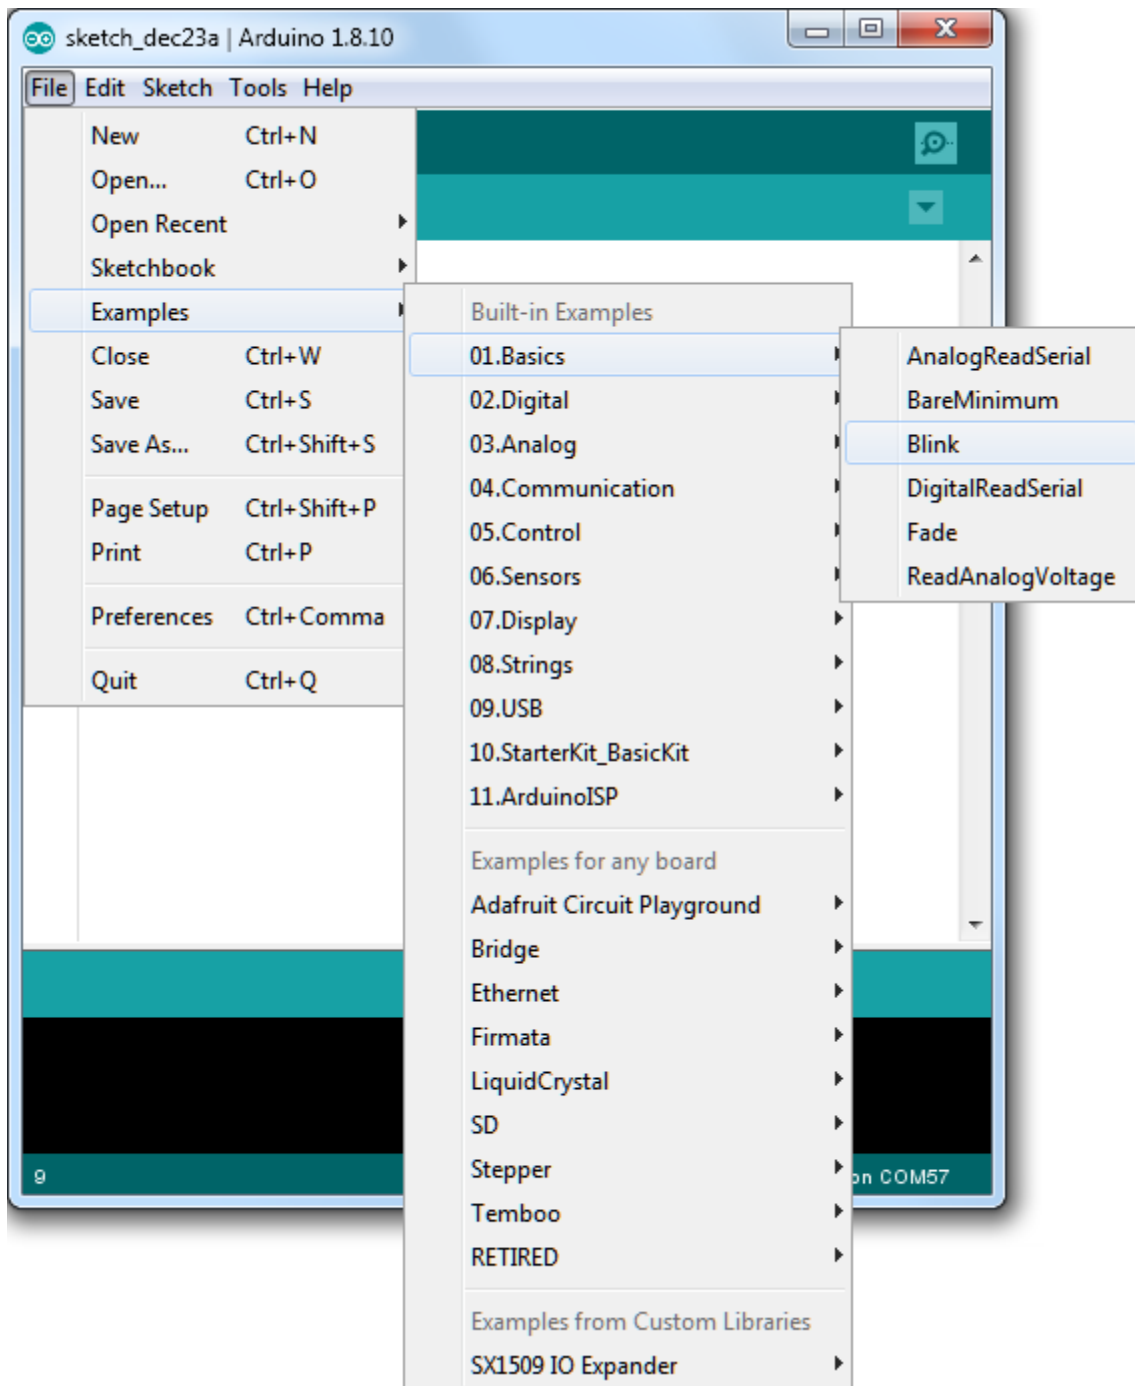 sketch_dec23a | Arduino 1.8.10
File Edit Sketch Tools Help
New Ctrl+N
Open... Ctrl+O
Open Recent
Sketchbook
Examples
Close Ctrl+W
Save Ctrl+S
Save As... Ctrl+Shift+S
Page Setup Ctrl+Shift+P
Print Ctrl+P
Preferences Ctrl+Comma
Quit Ctrl+Q
Built-in Examples
01.Basics
02.Digital
03.Analog
04.Communication
05.Control
06.Sensors
07.Display
08.Strings
09.USB
10.StarterKit_BasicKit
11.ArduinoISP
Examples for any board
Adafruit Circuit Playground
Bridge
Ethernet
Firmata
LiquidCrystal
SD
Stepper
Temboo
RETIRED
Examples from Custom Libraries
SX1509 IO Expander
AnalogReadSerial
BareMinimum
Blink
DigitalReadSerial
Fade
ReadAnalogVoltage
9 on COM57